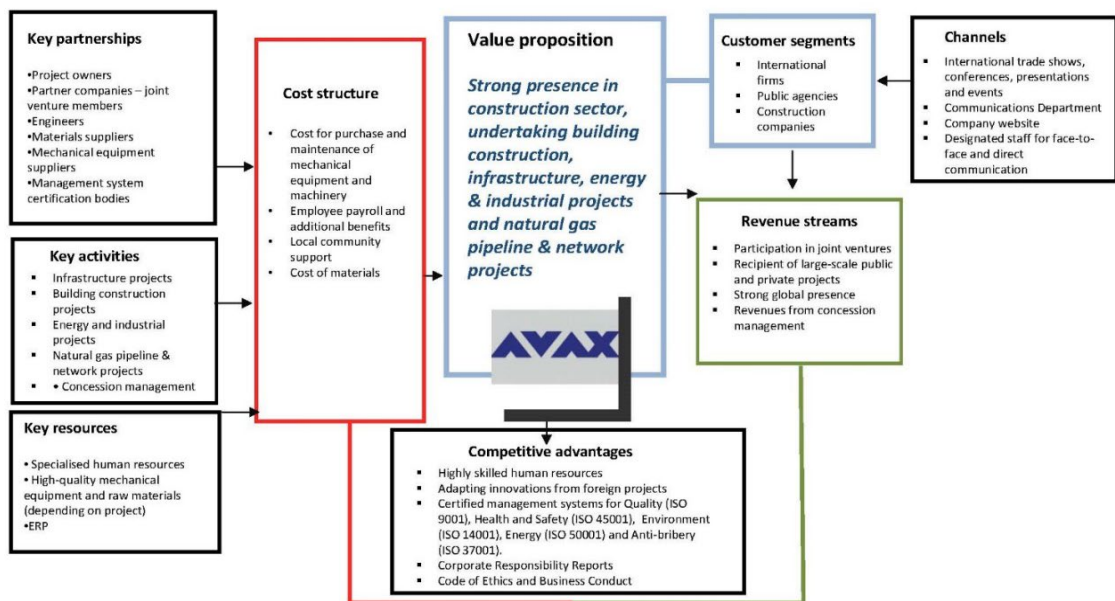 Key partnerships
•Project owners
•Partner companies – joint
venture members
•Engineers
•Materials suppliers
•Mechanical equipment
suppliers
•Management system
certification bodies
Key activities
▪ Infrastructure projects
▪ Building construction
projects
▪ Energy and industrial
projects
▪ Natural gas pipeline &
network projects
▪ • Concession management
Key resources
• Specialised human resources
• High-quality mechanical
equipment and raw materials
(depending on project)
•ERP
Cost structure
• Cost for purchase and
maintenance of
mechanical
equipment and
machinery
• Employee payroll and
additional benefits
• Local community
support
• Cost of materials
Value proposition
Strong presence in
construction sector,
undertaking building
construction,
infrastructure, energy
& industrial projects
and natural gas
pipeline & network
projects
AVAX
Competitive advantages
▪ Highly skilled human resources
▪ Adapting innovations from foreign projects
▪ Certified management systems for Quality (ISO
9001), Health and Safety (ISO 45001), Environment
(ISO 14001), Energy (ISO 50001) and Anti-bribery
(ISO 37001).
▪ Corporate Responsibility Reports
▪ Code of Ethics and Business Conduct
Customer segments
▪ International
firms
▪ Public agencies
▪ Construction
companies
Revenue streams
▪ Participation in joint ventures
▪ Recipient of large-scale public
and private projects
▪ Strong global presence
▪ Revenues from concession
management
Channels
▪ International trade shows,
conferences, presentations
and events
▪ Communications Department
▪ Company website
▪ Designated staff for face-to-
face and direct
communication